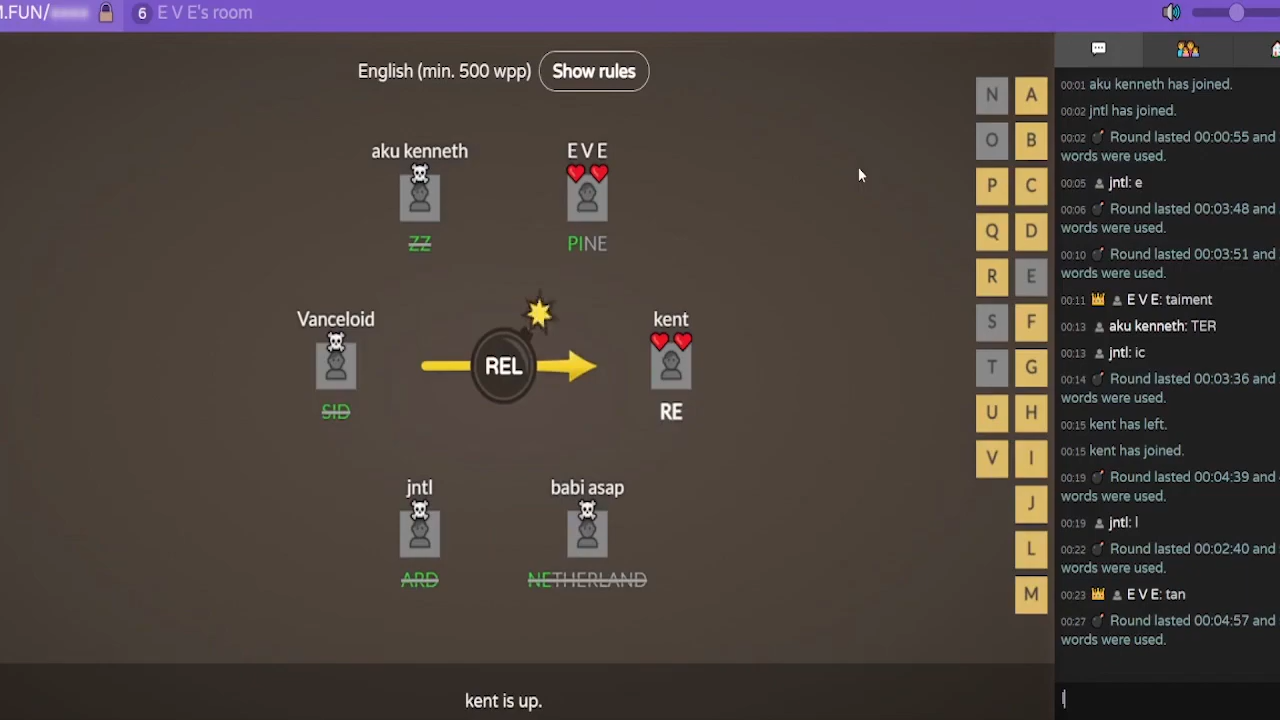 M.FUN/
6 E V E's room
English (min. 500 wpp) Show rules
aku kenneth
ZZ
E V E
PINE
Vanceloid
SID
REL
kent
RE
jntl
ARD
babi asap
NETHERLAND
kent is up.
N A
O B
P C
Q D
R E
S F
T G
U H
V I
J
L
M
00:01 aku kenneth has joined.
00:02 jntl has joined.
00:02 Round lasted 00:00:55 and
words were used.
00:05 jntl: e
00:06 Round lasted 00:03:48 and
words were used.
00:10 Round lasted 00:03:51 and
words were used.
00:11 E V E: taiment
00:13 aku kenneth: TER
00:13 jntl: ic
00:14 Round lasted 00:03:36 and
words were used.
00:15 kent has left.
00:15 kent has joined.
00:19 Round lasted 00:04:39 and
words were used.
00:19 jntl: l
00:22 Round lasted 00:02:40 and
words were used.
00:23 E V E: tan
00:27 Round lasted 00:04:57 and
words were used.